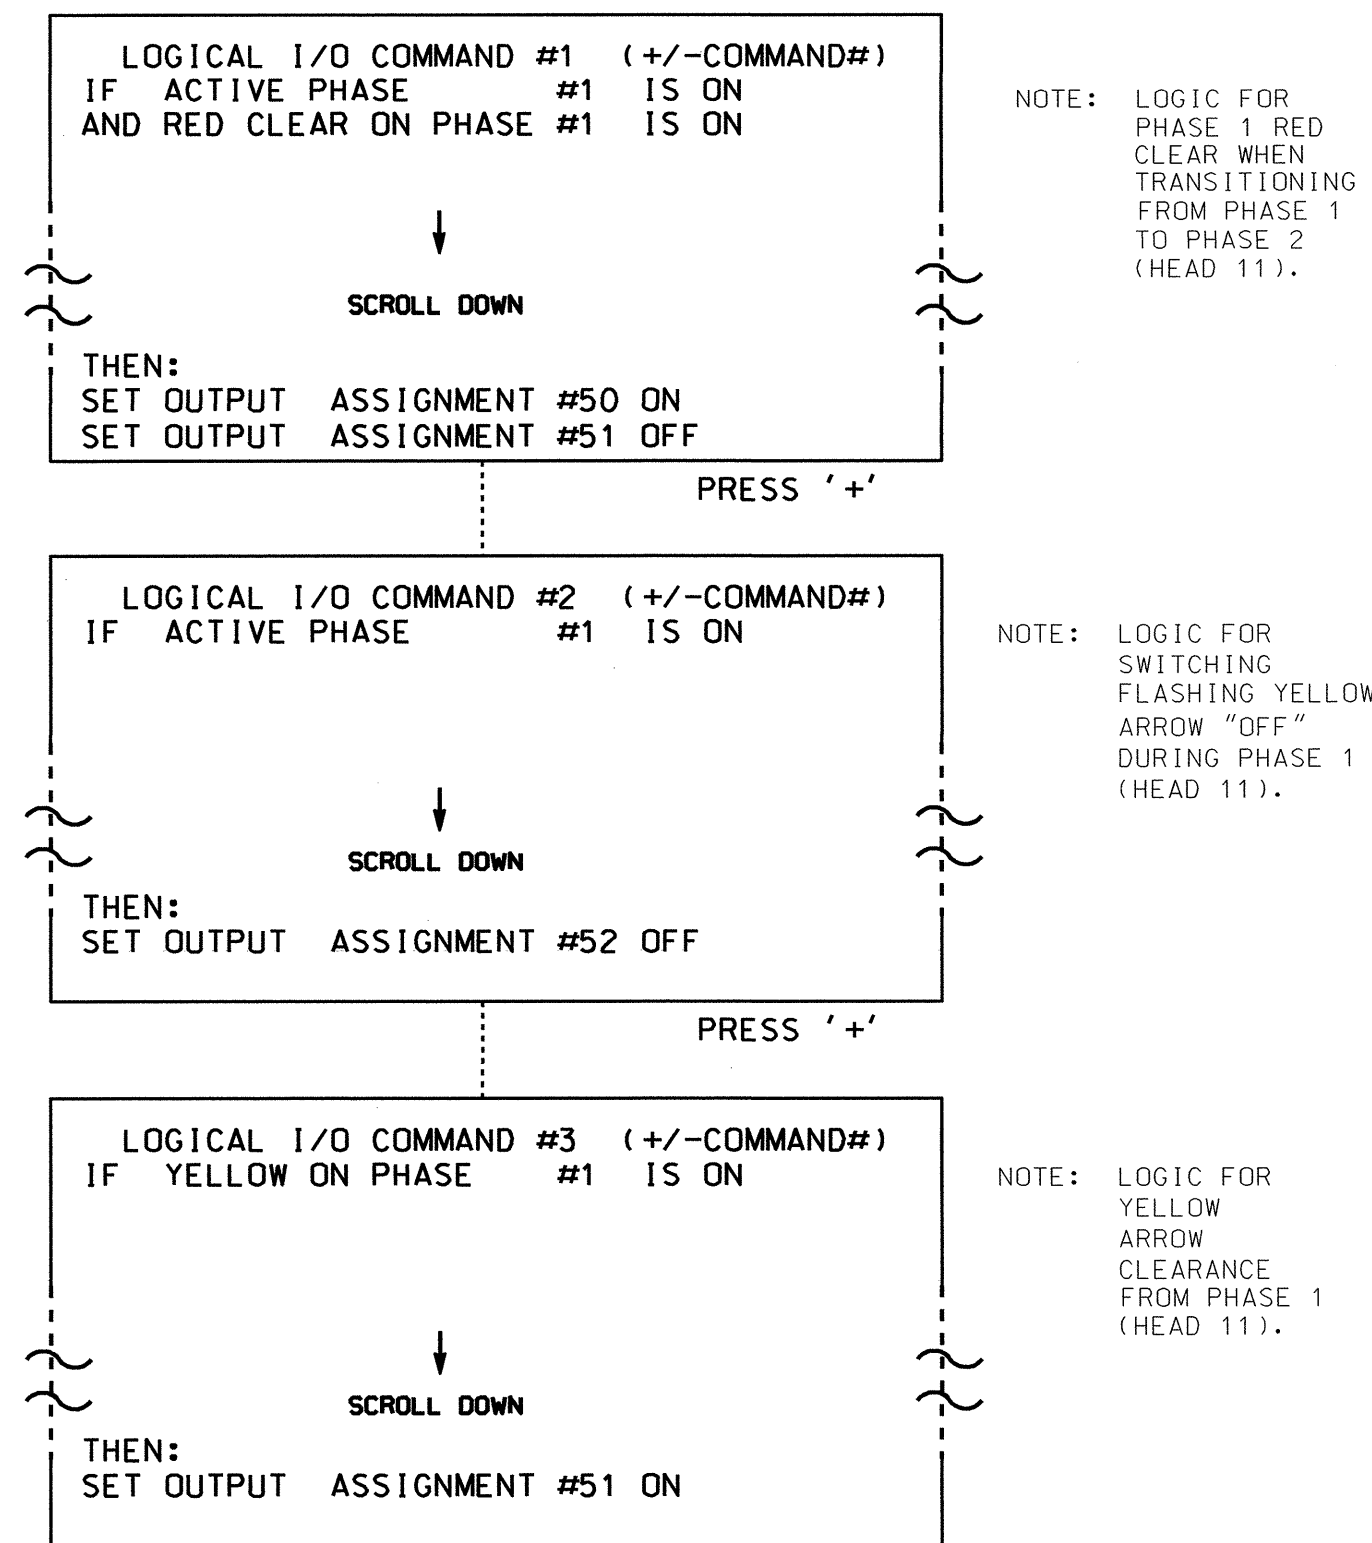 LOGICAL I/O COMMAND #1 (+/-COMMAND#)
IF ACTIVE PHASE #1 IS ON
AND RED CLEAR ON PHASE #1 IS ON
SCROLL DOWN
THEN:
SET OUTPUT ASSIGNMENT #50 ON
SET OUTPUT ASSIGNMENT #51 OFF
NOTE: LOGIC FOR
PHASE 1 RED
CLEAR WHEN
TRANSITIONING
FROM PHASE 1
TO PHASE 2
(HEAD 11).
PRESS '+'
LOGICAL I/O COMMAND #2 (+/-COMMAND#)
IF ACTIVE PHASE #1 IS ON
SCROLL DOWN
THEN:
SET OUTPUT ASSIGNMENT #52 OFF
NOTE: LOGIC FOR
SWITCHING
FLASHING YELLOW
ARROW "OFF"
DURING PHASE 1
(HEAD 11).
PRESS '+'
LOGICAL I/O COMMAND #3 (+/-COMMAND#)
IF YELLOW ON PHASE #1 IS ON
SCROLL DOWN
THEN:
SET OUTPUT ASSIGNMENT #51 ON
NOTE: LOGIC FOR
YELLOW
ARROW
CLEARANCE
FROM PHASE 1
(HEAD 11).